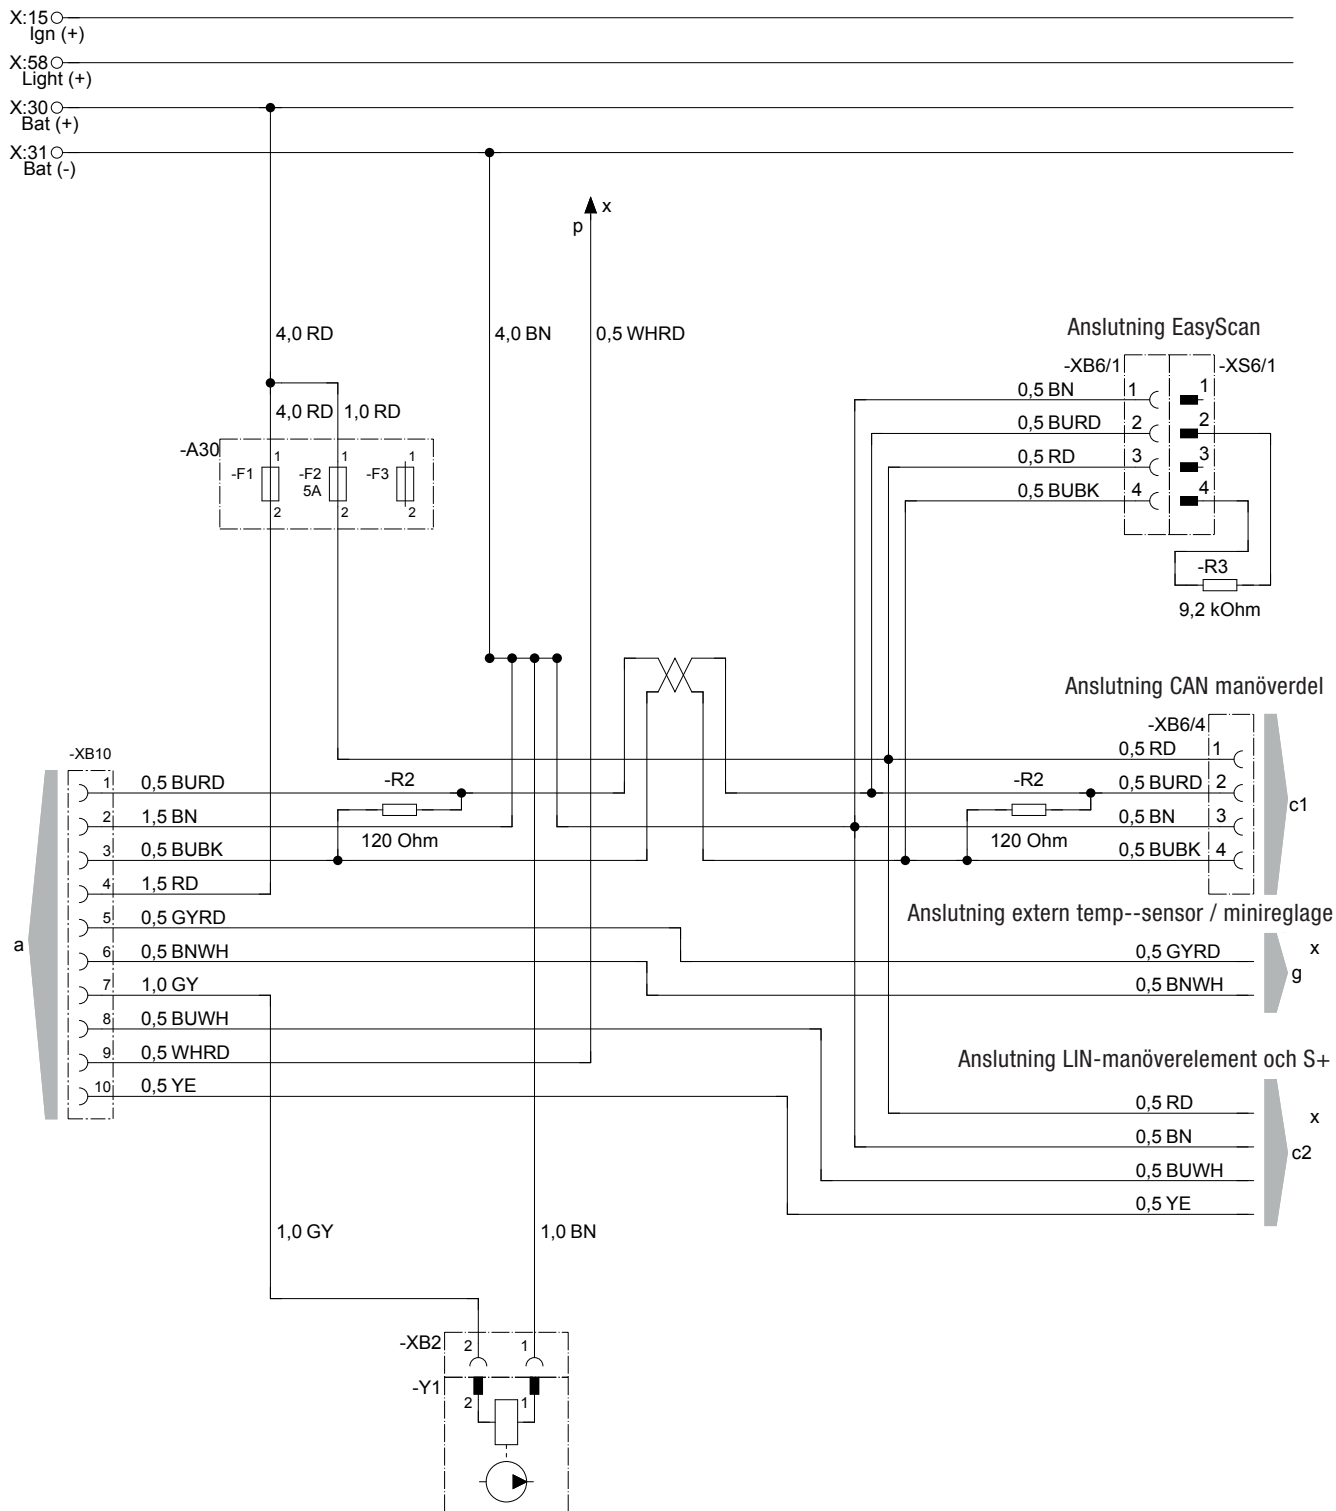 X:15
Ign (+)
X:58
Light (+)
X:30
Bat (+)
X:31
Bat (-)
x
p
4,0 RD
4,0 BN
0,5 WHRD
Anslutning EasyScan
-XB6/1
-XS6/1
0,5 BN
1
1
0,5 BURD
2
2
0,5 RD
3
3
0,5 BUBK
4
4
-R3
9,2 kOhm
4,0 RD
1,0 RD
-A30
1
1
1
-F1
-F2
5A
-F3
2
2
2
Anslutning CAN manöverdel
-XB6/4
0,5 RD
1
0,5 BURD
2
0,5 BN
3
0,5 BUBK
4
c1
-R2
120 Ohm
-R2
120 Ohm
-XB10
a
1
0,5 BURD
2
1,5 BN
3
0,5 BUBK
4
1,5 RD
5
0,5 GYRD
6
0,5 BNWH
7
1,0 GY
8
0,5 BUWH
9
0,5 WHRD
10
0,5 YE
Anslutning extern temp--sensor / minireglage
0,5 GYRD
x
0,5 BNWH
g
Anslutning LIN-manöverelement och S+
0,5 RD
x
0,5 BN
c2
0,5 BUWH
0,5 YE
1,0 GY
1,0 BN
-XB2
2
1
-Y1
2
1